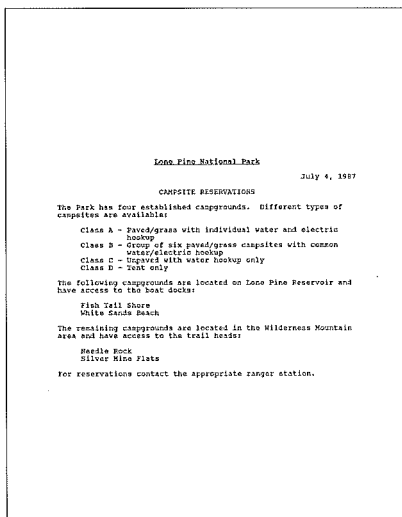 Lone Pine National Park
July 4, 1987
CAMPSITE RESERVATIONS
The Park has four established campgrounds. Different types of
campsites are available:
Class A - Paved/grass with individual water and electric
hookup
Class B - Group of six paved/grass campsites with common
water/electric hookup
Class C - Unpaved with water hookup only
Class D - Tent only
The following campgrounds are located on Lone Pine Reservoir and
have access to the boat docks:
Fish Tail Shore
White Sands Beach
The remaining campgrounds are located in the Wilderness Mountain
area and have access to the trail heads:
Needle Rock
Silver Mine Flats
For reservations contact the appropriate ranger station.